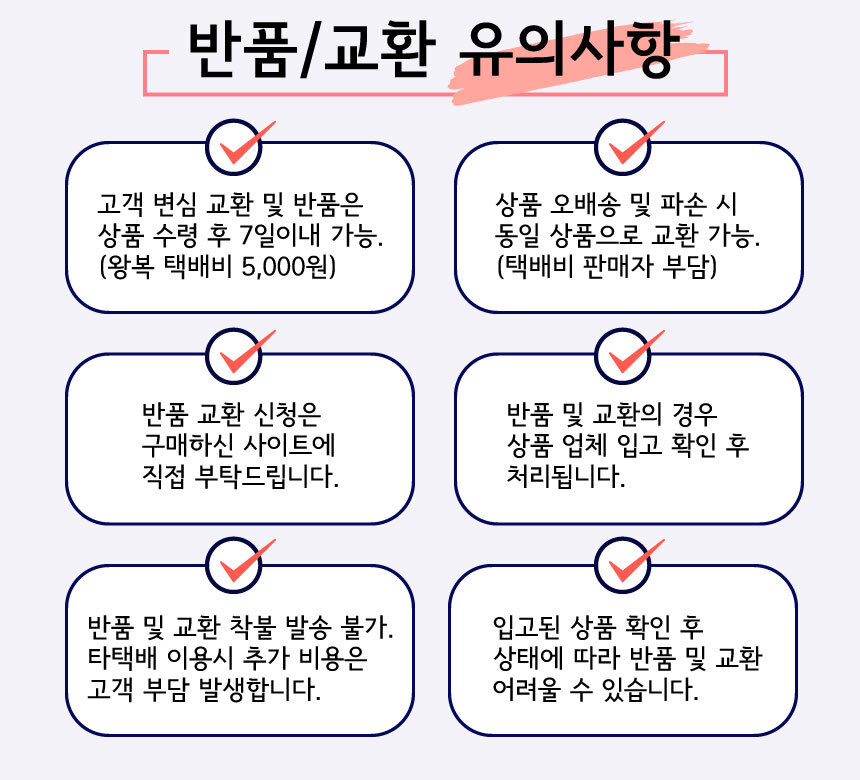 반품/교환 유의사항
고객 변심 교환 및 반품은
상품 수령 후 7일이내 가능.
(왕복 택배비 5,000원)
상품 오배송 및 파손 시
동일 상품으로 교환 가능.
(택배비 판매자 부담)
반품 교환 신청은
구매하신 사이트에
직접 부탁드립니다.
반품 및 교환의 경우
상품 업체 입고 확인 후
처리됩니다.
반품 및 교환 착불 발송 불가.
타택배 이용시 추가 비용은
고객 부담 발생합니다.
입고된 상품 확인 후
상태에 따라 반품 및 교환
어려울 수 있습니다.